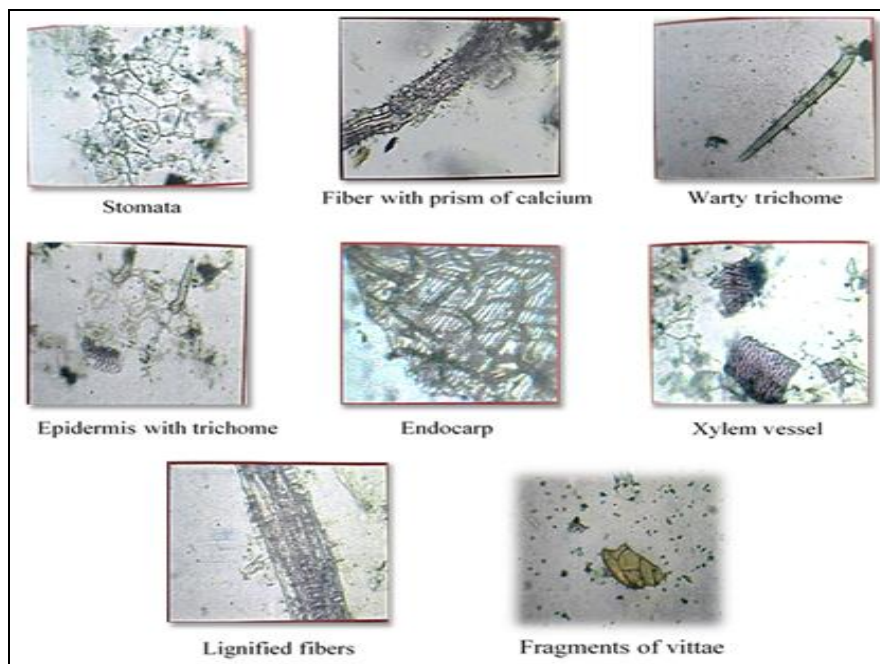 Stomata
Fiber with prism of calcium
Warty trichome
Epidermis with trichome
Endocarp
Xylem vessel
Lignified fibers
Fragments of vittae